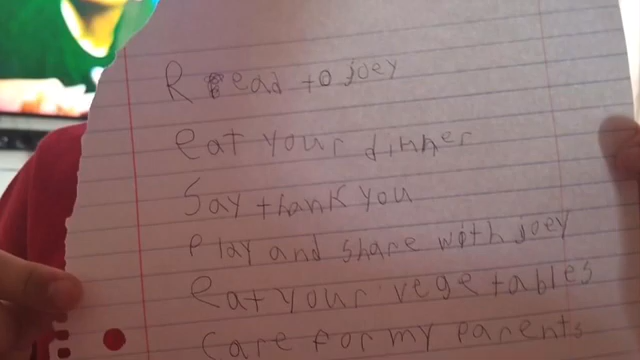 Read to joey
eat your dinner
Say thank you
Play and share with joey
eat your vegetables
Care for my parents